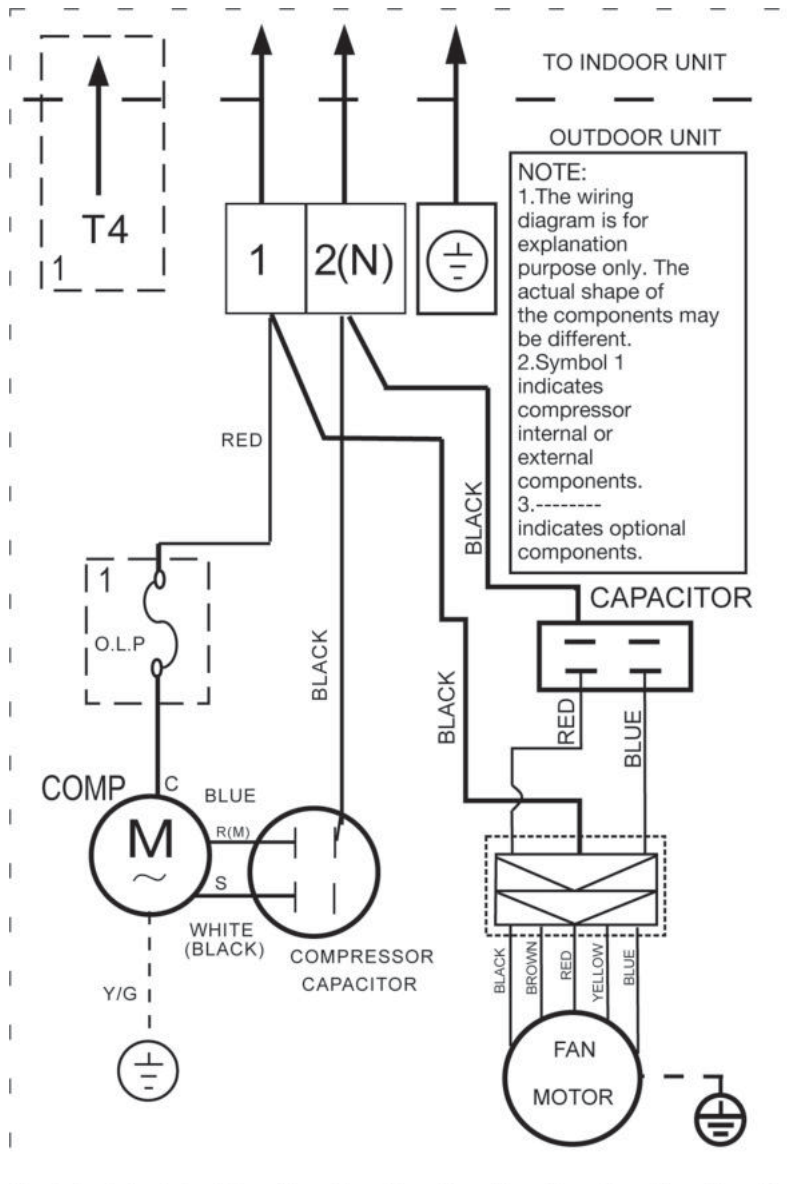 TO INDOOR UNIT
OUTDOOR UNIT
T4
1
1
2(N)
NOTE:
1.The wiring
diagram is for
explanation
purpose only. The
actual shape of
the components may
be different.
2.Symbol 1
indicates
compressor
internal or
external
components.
3.--------
indicates optional
components.
RED
BLACK
BLACK
BLACK
1
O.L.P
CAPACITOR
RED
BLUE
COMP
C
BLUE
M
R(M)
S
WHITE
(BLACK)
COMPRESSOR
CAPACITOR
Y/G
BLACK
BROWN
RED
YELLOW
BLUE
FAN
MOTOR